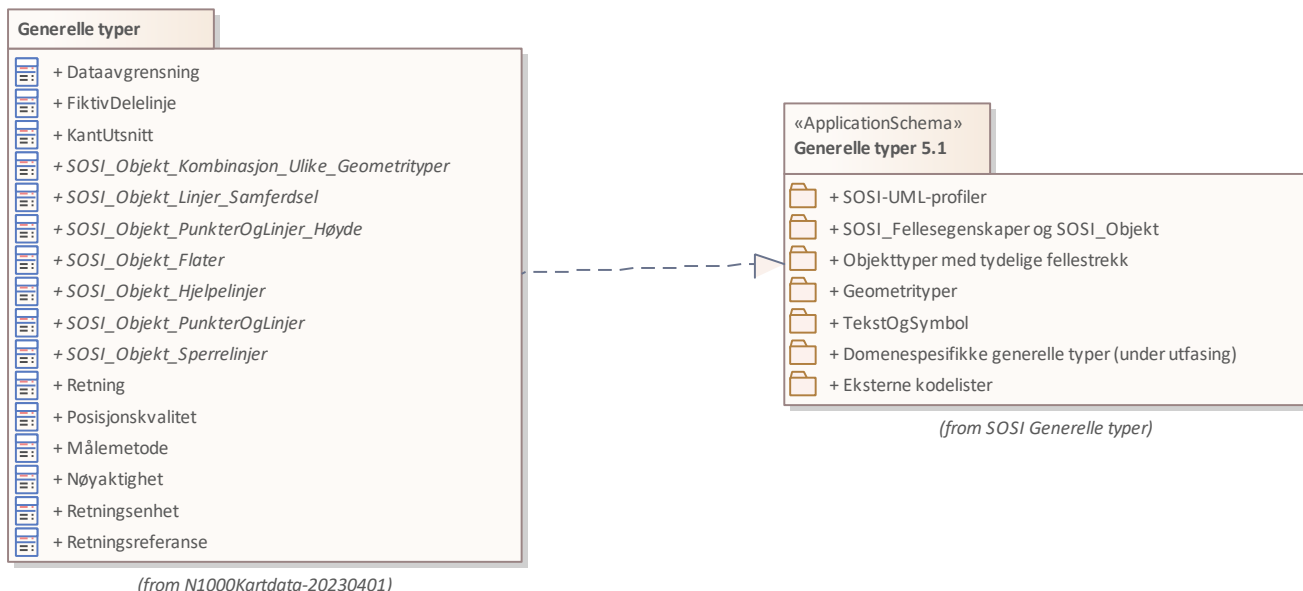 Generelle typer
+ Dataavgrensning
+ FiktivDelelinje
+ KantUtsnitt
+ SOSI_Objekt_Kombinasjon_Ulike_Geometrityper
+ SOSI_Objekt_Linjer_Samferdsel
+ SOSI_Objekt_PunkterOgLinjer_Høyde
+ SOSI_Objekt_Flater
+ SOSI_Objekt_Hjelpelinjer
+ SOSI_Objekt_PunkterOgLinjer
+ SOSI_Objekt_Sperrelinjer
+ Retning
+ Posisjonskvalitet
+ Målemetode
+ Nøyaktighet
+ Retningsenhet
+ Retningsreferanse
(from N1000Kartdata-20230401)
«ApplicationSchema»
Generelle typer 5.1
+ SOSI-UML-profiler
+ SOSI_Fellesegenskaper og SOSI_Objekt
+ Objekttyper med tydelige fellestrekk
+ Geometrityper
+ TekstOgSymbol
+ Domenespesifikke generelle typer (under utfasing)
+ Eksterne kodelister
(from SOSI Generelle typer)